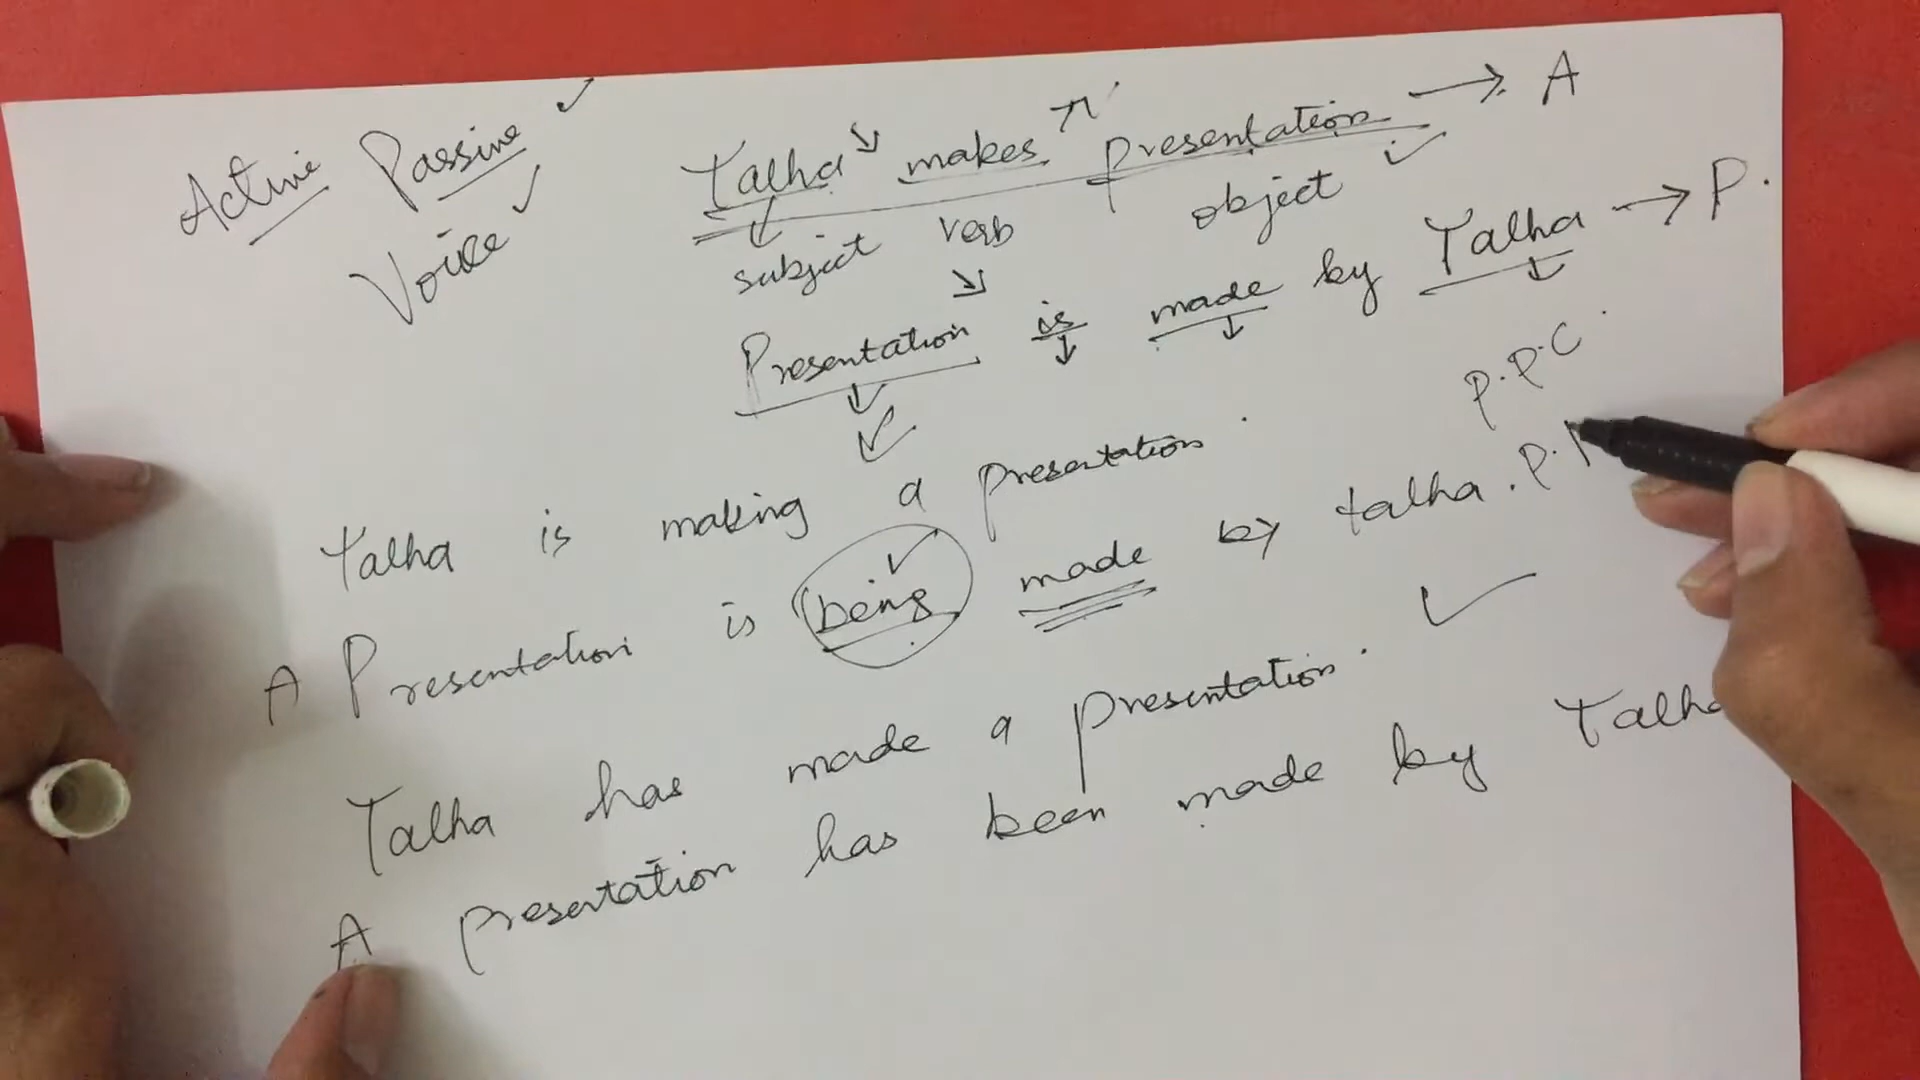 Active Passive
Voice
Talha makes presentation → A
subject verb object
Presentation is made by Talha → P.
P.P.C
Talha is making a presentation.
A Presentation is being made by talha. P.
Talha has made a presentation.
A presentation has been made by Talha